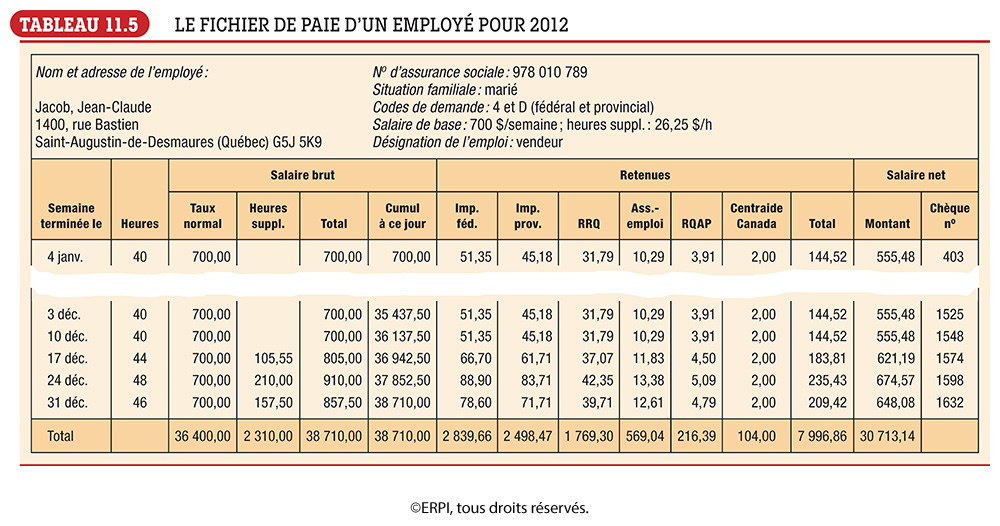 TABLEAU 11.5 LE FICHIER DE PAIE D'UN EMPLOYÉ POUR 2012
Nom et adresse de l'employé :
Jacob, Jean-Claude
1400, rue Bastien
Saint-Augustin-de-Desmaures (Québec) G5J 5K9
Nº d'assurance sociale : 978 010 789
Situation familiale : marié
Codes de demande : 4 et D (fédéral et provincial)
Salaire de base : 700 $/semaine ; heures suppl. : 26,25 $/h
Désignation de l'emploi : vendeur
Salaire brut Retenues Salaire net
Semaine terminée le Heures Taux normal Heures suppl. Total Cumul à ce jour Imp. féd. Imp. prov. RRQ Ass.-emploi RQAP Centraide Canada Total Montant Chèque nº
4 janv. 40 700,00 700,00 700,00 51,35 45,18 31,79 10,29 3,91 2,00 144,52 555,48 403
3 déc. 40 700,00 700,00 35 437,50 51,35 45,18 31,79 10,29 3,91 2,00 144,52 555,48 1525
10 déc. 40 700,00 700,00 36 137,50 51,35 45,18 31,79 10,29 3,91 2,00 144,52 555,48 1548
17 déc. 44 700,00 105,55 805,00 36 942,50 66,70 61,71 37,07 11,83 4,50 2,00 183,81 621,19 1574
24 déc. 48 700,00 210,00 910,00 37 852,50 88,90 83,71 42,35 13,38 5,09 2,00 235,43 674,57 1598
31 déc. 46 700,00 157,50 857,50 38 710,00 78,60 71,71 39,71 12,61 4,79 2,00 209,42 648,08 1632
Total 36 400,00 2 310,00 38 710,00 38 710,00 2 839,66 2 498,47 1 769,30 569,04 216,39 104,00 7 996,86 30 713,14
©ERPI, tous droits réservés.